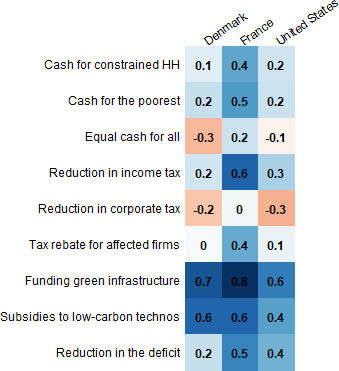 Denmark France United States
Cash for constrained HH 0.1 0.4 0.2
Cash for the poorest 0.2 0.5 0.2
Equal cash for all -0.3 0.2 -0.1
Reduction in income tax 0.2 0.6 0.3
Reduction in corporate tax -0.2 0 -0.3
Tax rebate for affected firms 0 0.4 0.1
Funding green infrastructure 0.7 0.8 0.6
Subsidies to low-carbon technos 0.6 0.6 0.4
Reduction in the deficit 0.2 0.5 0.4